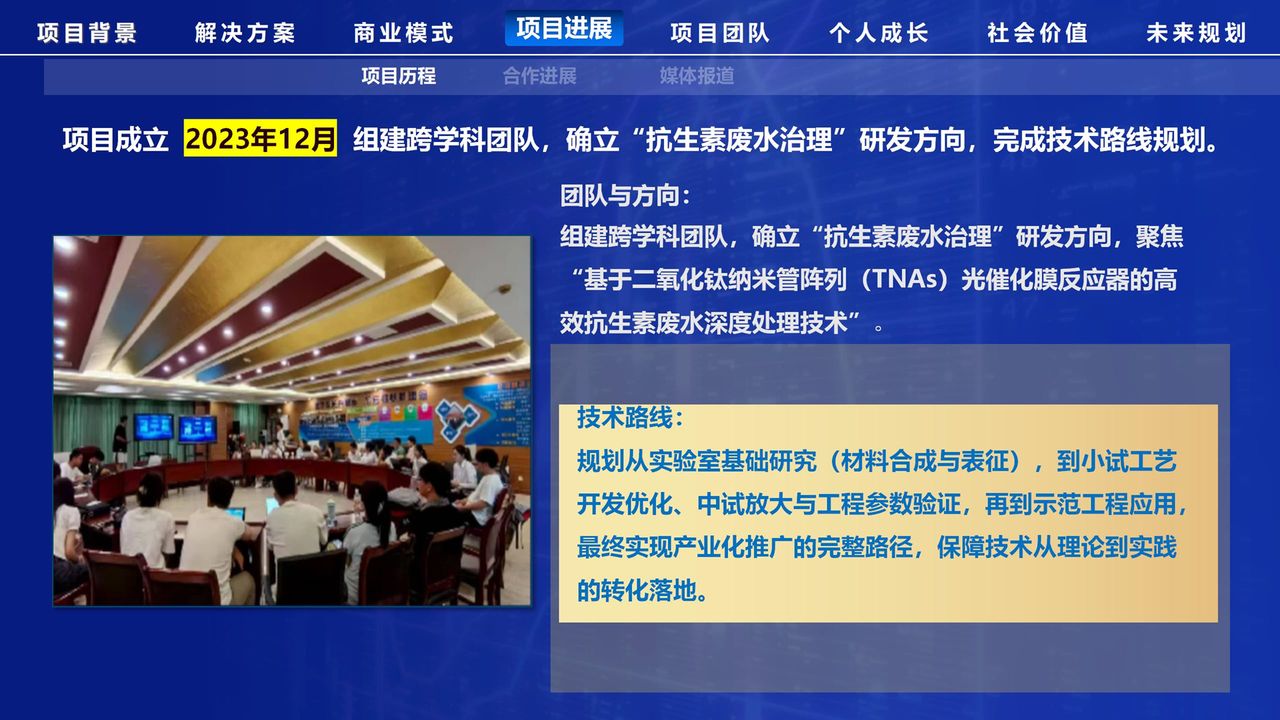 项目背景 解决方案 商业模式 项目进展 项目团队 个人成长 社会价值 未来规划
项目历程 合作进展 媒体报道
项目成立 2023年12月 组建跨学科团队，确立“抗生素废水治理”研发方向，完成技术路线规划。
团队与方向：
组建跨学科团队，确立“抗生素废水治理”研发方向，聚焦
“基于二氧化钛纳米管阵列（TNAs）光催化膜反应器的高
效抗生素废水深度处理技术”。
技术路线：
规划从实验室基础研究（材料合成与表征），到小试工艺
开发优化、中试放大与工程参数验证，再到示范工程应用，
最终实现产业化推广的完整路径，保障技术从理论到实践
的转化落地。